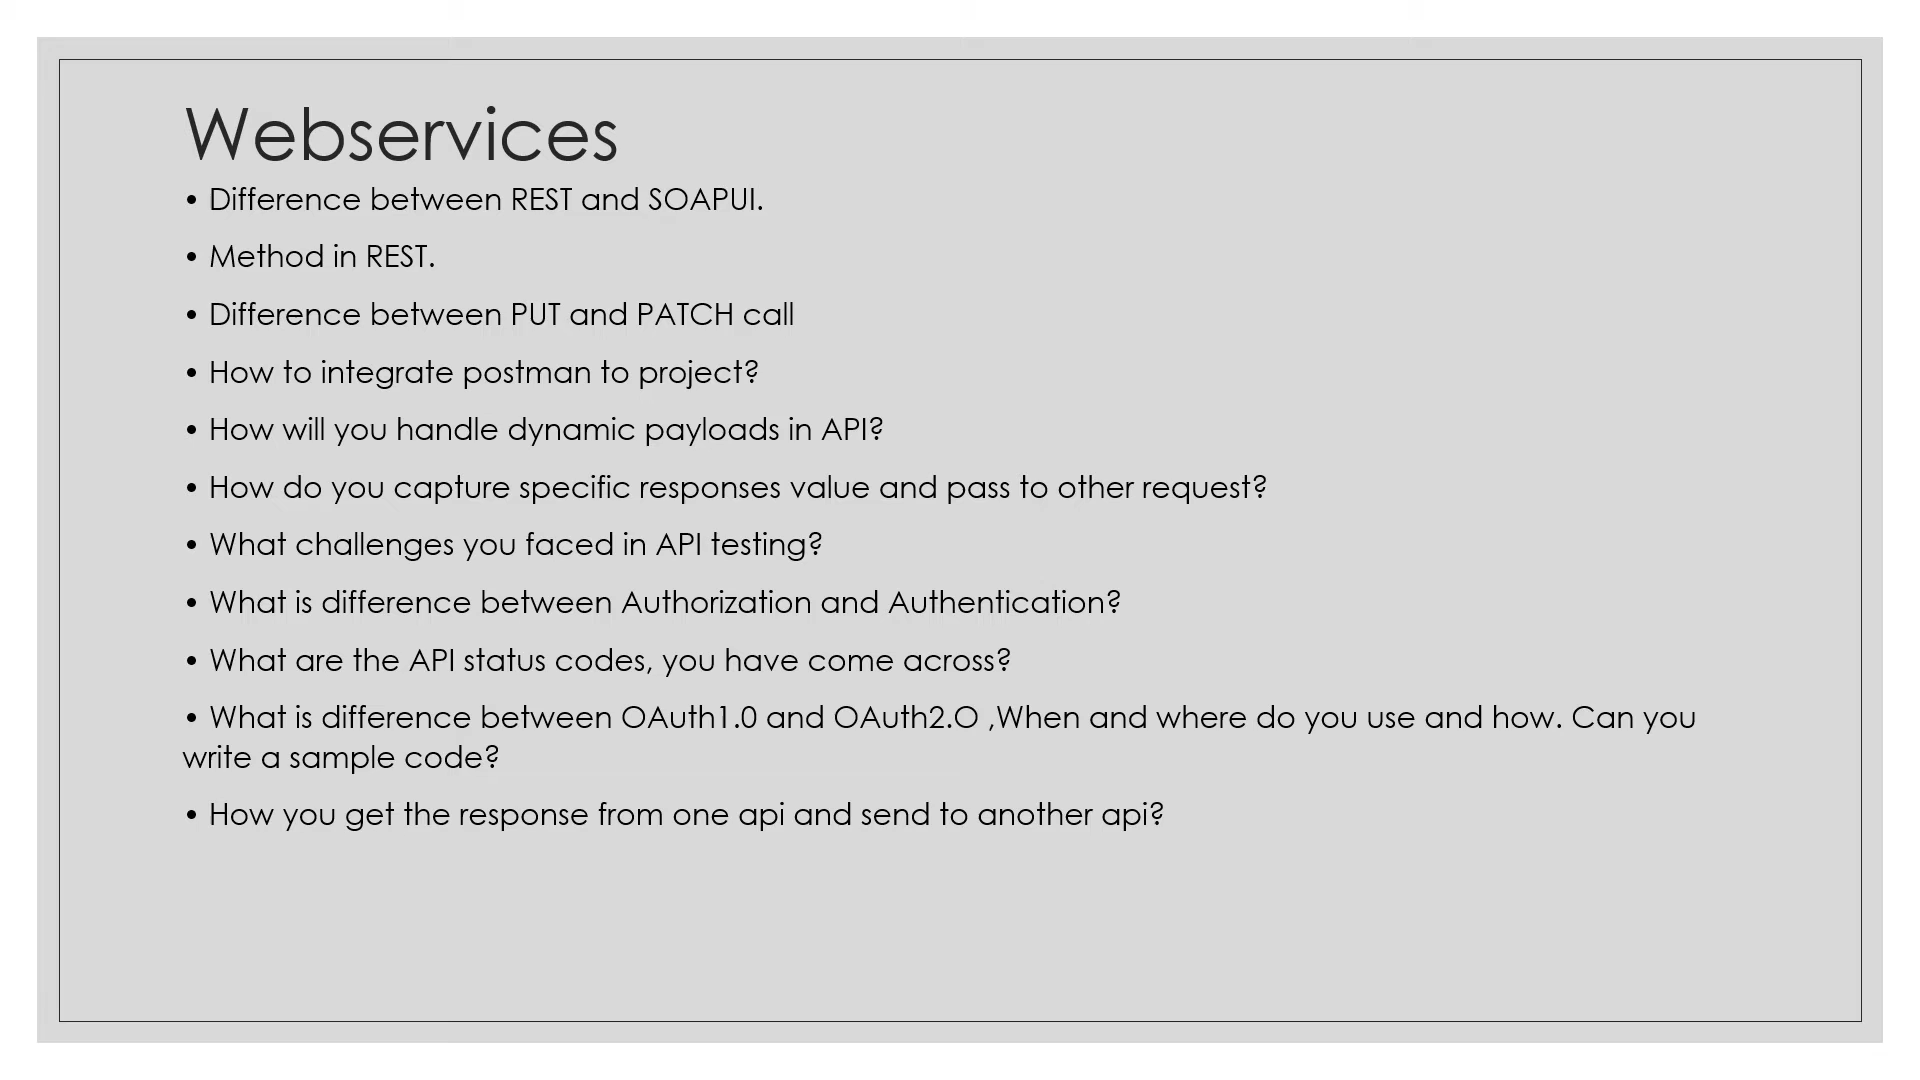 Webservices
• Difference between REST and SOAPUI.
• Method in REST.
• Difference between PUT and PATCH call
• How to integrate postman to project?
• How will you handle dynamic payloads in API?
• How do you capture specific responses value and pass to other request?
• What challenges you faced in API testing?
• What is difference between Authorization and Authentication?
• What are the API status codes, you have come across?
• What is difference between OAuth1.0 and OAuth2.O ,When and where do you use and how. Can you
write a sample code?
• How you get the response from one api and send to another api?